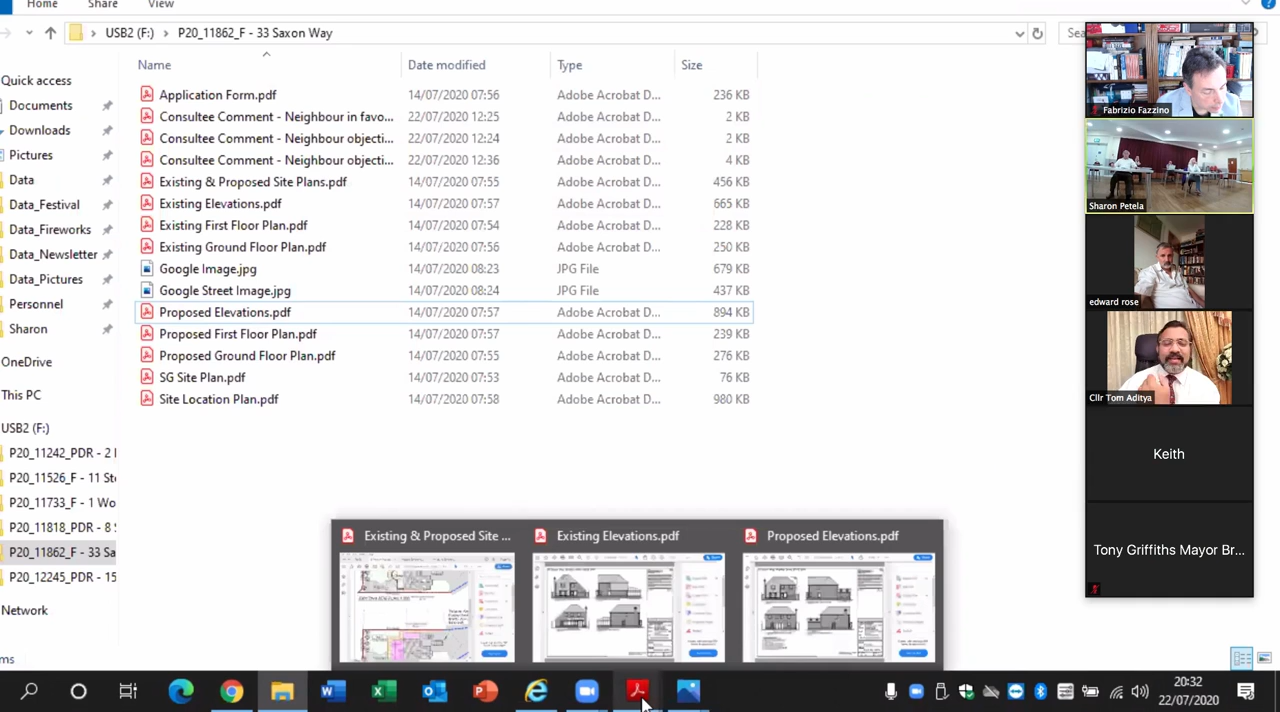 Home Share View
USB2 (F:) > P20_11862_F - 33 Saxon Way
Sea
Name Date modified Type Size
Quick access
Documents
Downloads
Pictures
Data
Data_Festival
Data_Fireworks
Data_Newsletter
Data_Pictures
Personnel
Sharon
OneDrive
This PC
USB2 (F:)
P20_11242_PDR - 2
P20_11526_F - 11 Ste
P20_11733_F - 1 Wo
P20_11818_PDR - 8
P20_11862_F - 33 Sa
P20_12245_PDR - 15
Network
ms
Application Form.pdf 14/07/2020 07:56 Adobe Acrobat D... 236 KB
Consultee Comment - Neighbour in favo... 22/07/2020 12:25 Adobe Acrobat D... 2 KB
Consultee Comment - Neighbour objecti... 22/07/2020 12:24 Adobe Acrobat D... 2 KB
Consultee Comment - Neighbour objecti... 22/07/2020 12:36 Adobe Acrobat D... 4 KB
Existing & Proposed Site Plans.pdf 14/07/2020 07:55 Adobe Acrobat D... 456 KB
Existing Elevations.pdf 14/07/2020 07:57 Adobe Acrobat D... 665 KB
Existing First Floor Plan.pdf 14/07/2020 07:54 Adobe Acrobat D... 228 KB
Existing Ground Floor Plan.pdf 14/07/2020 07:56 Adobe Acrobat D... 250 KB
Google Image.jpg 14/07/2020 08:23 JPG File 679 KB
Google Street Image.jpg 14/07/2020 08:24 JPG File 437 KB
Proposed Elevations.pdf 14/07/2020 07:57 Adobe Acrobat D... 894 KB
Proposed First Floor Plan.pdf 14/07/2020 07:57 Adobe Acrobat D... 239 KB
Proposed Ground Floor Plan.pdf 14/07/2020 07:55 Adobe Acrobat D... 276 KB
SG Site Plan.pdf 14/07/2020 07:53 Adobe Acrobat D... 76 KB
Site Location Plan.pdf 14/07/2020 07:58 Adobe Acrobat D... 980 KB
Fabrizio Fazzino
Sharon Petela
edward rose
Cllr Tom Aditya
Keith
Tony Griffiths Mayor Br...
Existing & Proposed Site ...
Existing Elevations.pdf
Proposed Elevations.pdf
20:32
22/07/2020